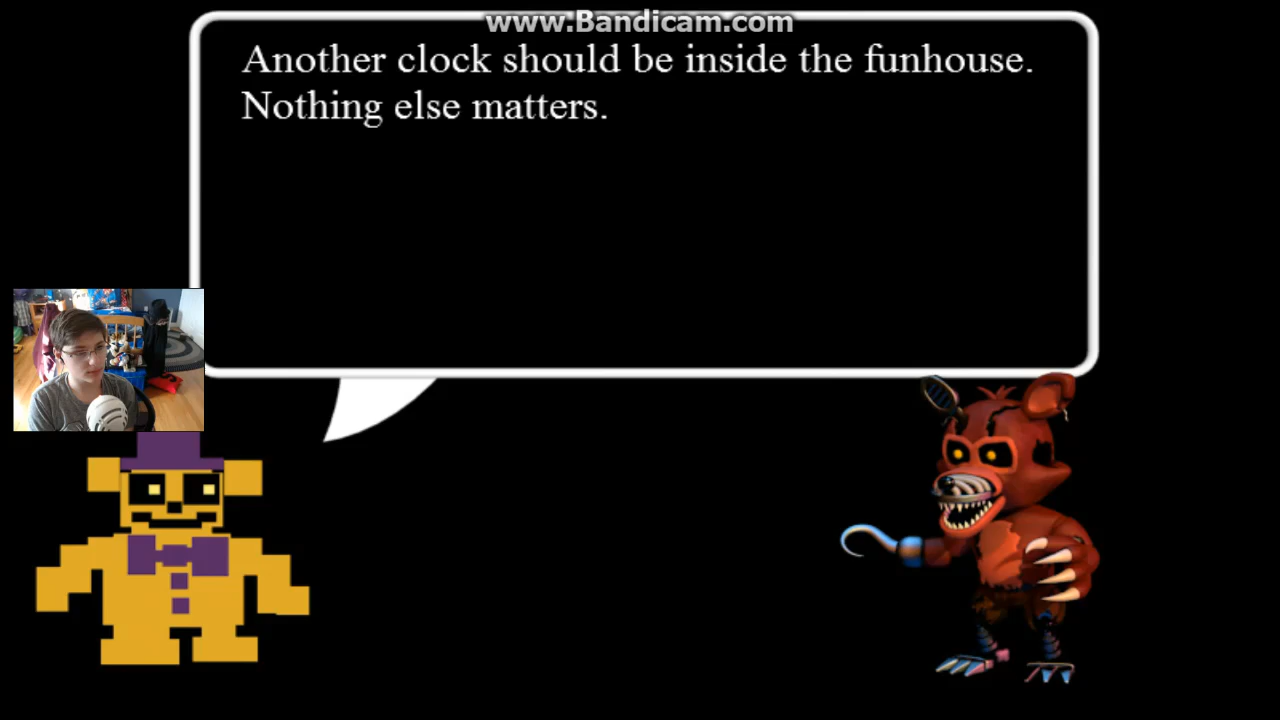 www.Bandicam.com
Another clock should be inside the funhouse.
Nothing else matters.